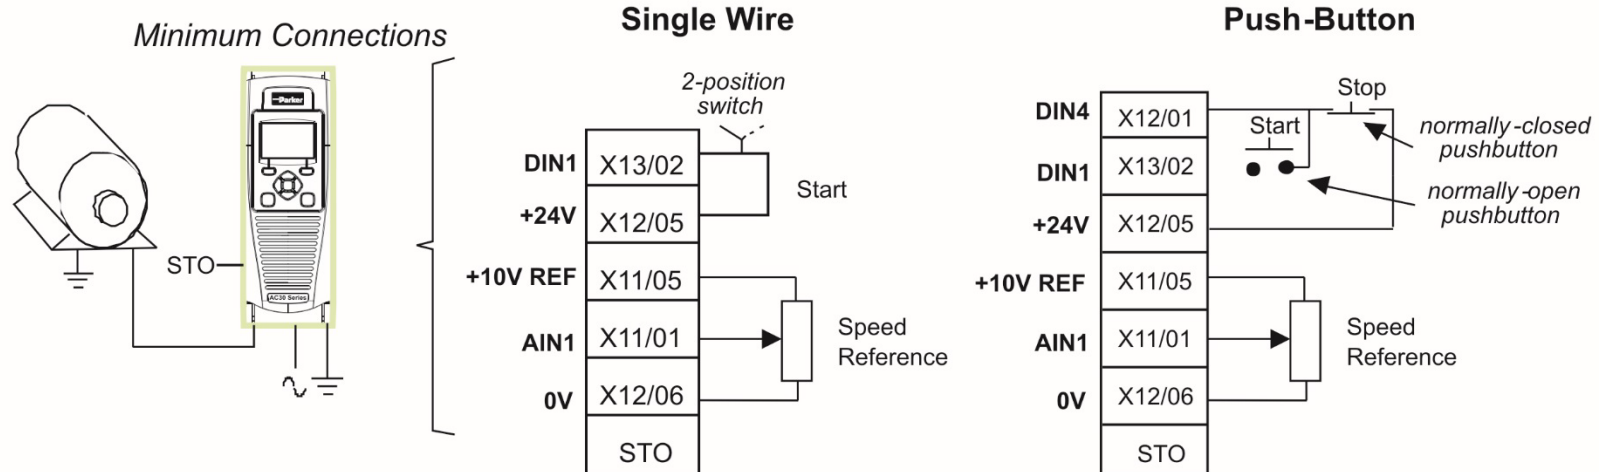 Minimum Connections
Parker
STO
AC30 Series
Single Wire
2-position
switch
DIN1 X13/02
Start
+24V X12/05
+10V REF X11/05
AIN1 X11/01
Speed
Reference
0V X12/06
STO
Push-Button
DIN4 X12/01
Stop
Start
normally-closed
pushbutton
DIN1 X13/02
normally-open
pushbutton
+24V X12/05
+10V REF X11/05
AIN1 X11/01
Speed
Reference
0V X12/06
STO